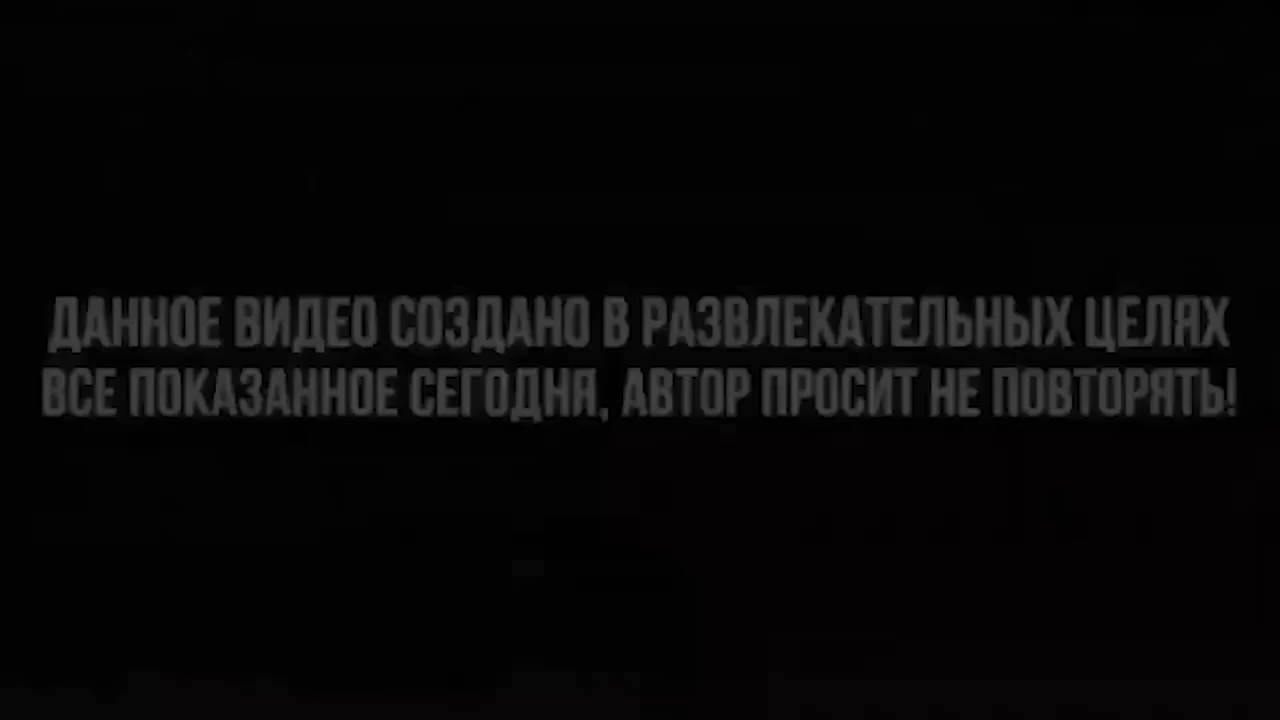 ДАННОЕ ВИДЕО СОЗДАНО В РАЗВЛЕКАТЕЛЬНЫХ ЦЕЛЯХ
ВСЕ ПОКАЗАННОЕ СЕГОДНЯ, АВТОР ПРОСИТ НЕ ПОВТОРЯТЬ!